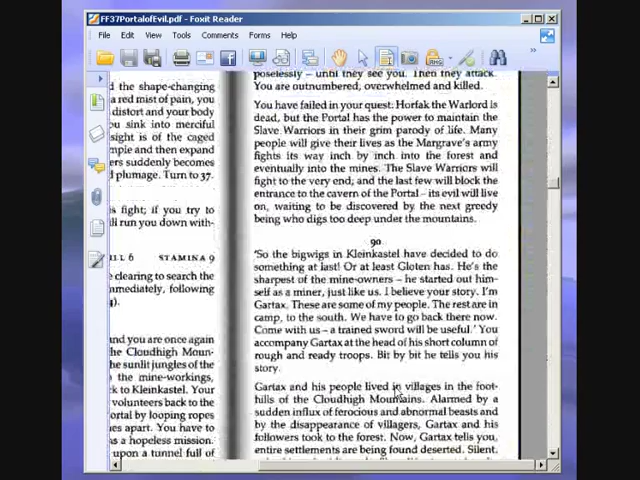 FF37PortalofEvil.pdf - Foxit Reader
File Edit View Tools Comments Forms Help
d the shape-changing
a red mist of pain, you
distort and your body
u sink into merciful
sight is of the caged
mple and then expand
ers suddenly becomes
d plumage. Turn to 37.
s fight; if you try to
ll run you down with-
LL 6 STAMINA 9
e clearing to search the
mmediately, following
).
and you are once again
the Cloudhigh Moun-
the sunlit jungles of the
the mine-workings,
k to Kleinkastel. Your
volunteers back to the
ortal by looping ropes
es apart. You have to
as a hopeless mission.
upon a tunnel full of
poselessly – until they see you. Then they attack.
You are outnumbered, overwhelmed and killed.
You have failed in your quest: Horfak the Warlord is
dead, but the Portal has the power to maintain the
Slave Warriors in their grim parody of life. Many
people will give their lives as the Margrave's army
fights its way inch by inch into the forest and
eventually into the mines. The Slave Warriors will
fight to the very end; and the last few will block the
entrance to the cavern of the Portal – its evil will live
on, waiting to be discovered by the next greedy
being who digs too deep under the mountains.
90
'So the bigwigs in Kleinkastel have decided to do
something at last! Or at least Gloten has. He's the
sharpest of the mine-owners – he started out him-
self as a miner, just like us. I believe your story. I'm
Gartax. These are some of my people. The rest are in
camp, to the south. We have to go back there now.
Come with us – a trained sword will be useful.' You
accompany Gartax at the head of his short column of
rough and ready troops. Bit by bit he tells you his
story.
Gartax and his people lived in villages in the foot-
hills of the Cloudhigh Mountains. Alarmed by a
sudden influx of ferocious and abnormal beasts and
by the disappearance of villagers, Gartax and his
followers took to the forest. Now, Gartax tells you,
entire settlements are being found deserted. Silent.